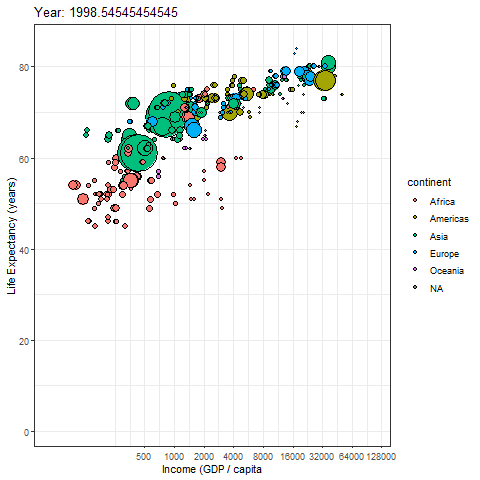 Year: 1998.54545454545
Life Expectancy (years)
80
60
40
20
0
500 1000 2000 4000 8000 16000 32000 64000 128000
Income (GDP / capita
continent
Africa
Americas
Asia
Europe
Oceania
NA